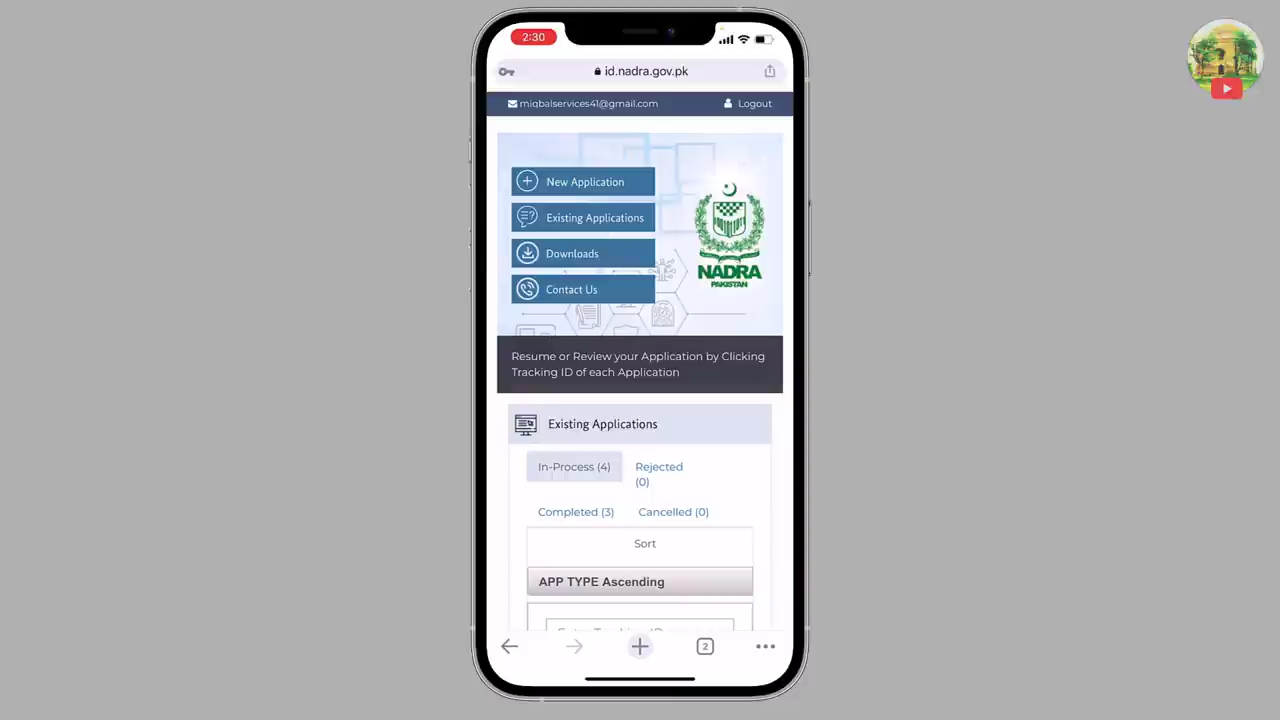 2:30
id.nadra.gov.pk
miqbalservices41@gmail.com
Logout
New Application
Existing Applications
Downloads
Contact Us
NADRA
PAKISTAN
Resume or Review your Application by Clicking
Tracking ID of each Application
Existing Applications
In-Process (4)
Rejected
(0)
Completed (3)
Cancelled (0)
Sort
APP TYPE Ascending
2